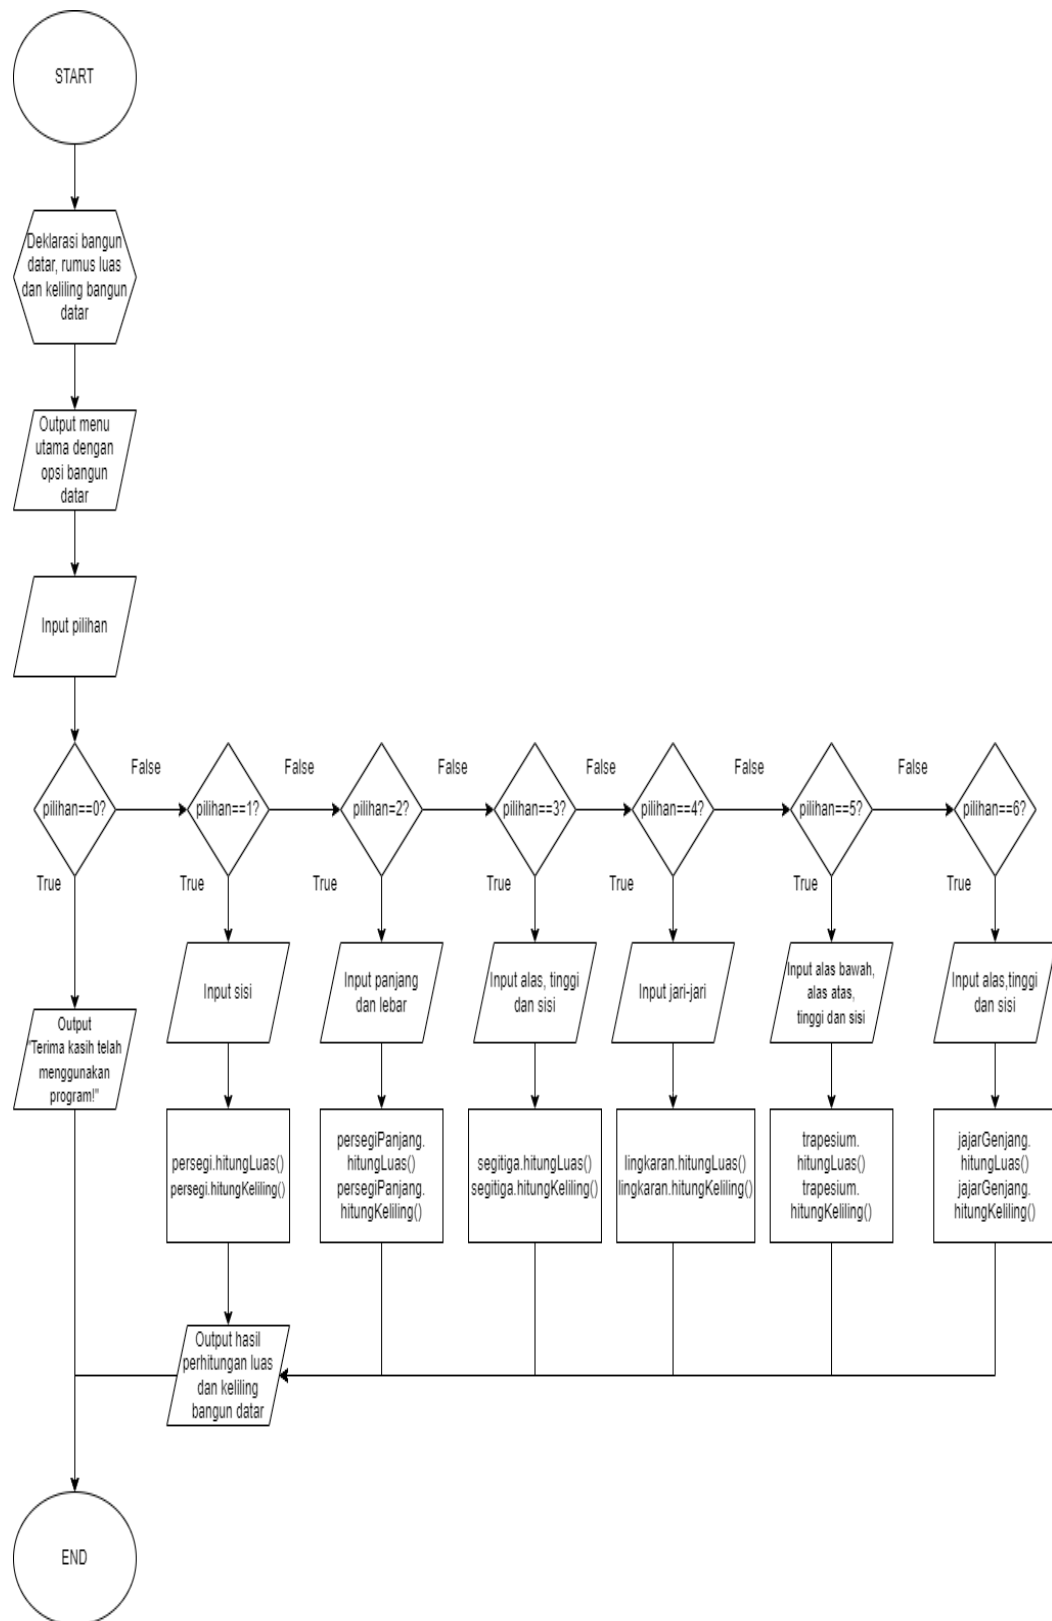 START
Deklarasi bangun
datar, rumus luas
dan keliling bangun
datar
Output menu
utama dengan
opsi bangun
datar
Input pilihan
False
False
False
False
False
False
pilihan==0?
pilihan==1?
pilihan=2?
pilihan==3?
pilihan==4?
pilihan==5?
pilihan==6?
True
True
True
True
True
True
True
Output
"Terima kasih telah
menggunakan
program!"
Input sisi
Input panjang
dan lebar
Input alas, tinggi
dan sisi
Input jari-jari
Input alas bawah,
alas atas,
tinggi dan sisi
Input alas,tinggi
dan sisi
persegi.hitungLuas()
persegi.hitungKeliling()
persegiPanjang.
hitungLuas()
persegiPanjang.
hitungKeliling()
segitiga.hitungLuas()
segitiga.hitungKeliling()
lingkaran.hitungLuas()
lingkaran.hitungKeliling()
trapesium.
hitungLuas()
trapesium.
hitungKeliling()
jajarGenjang.
hitungLuas()
jajarGenjang.
hitungKeliling()
Output hasil
perhitungan luas
dan keliling
bangun datar
END